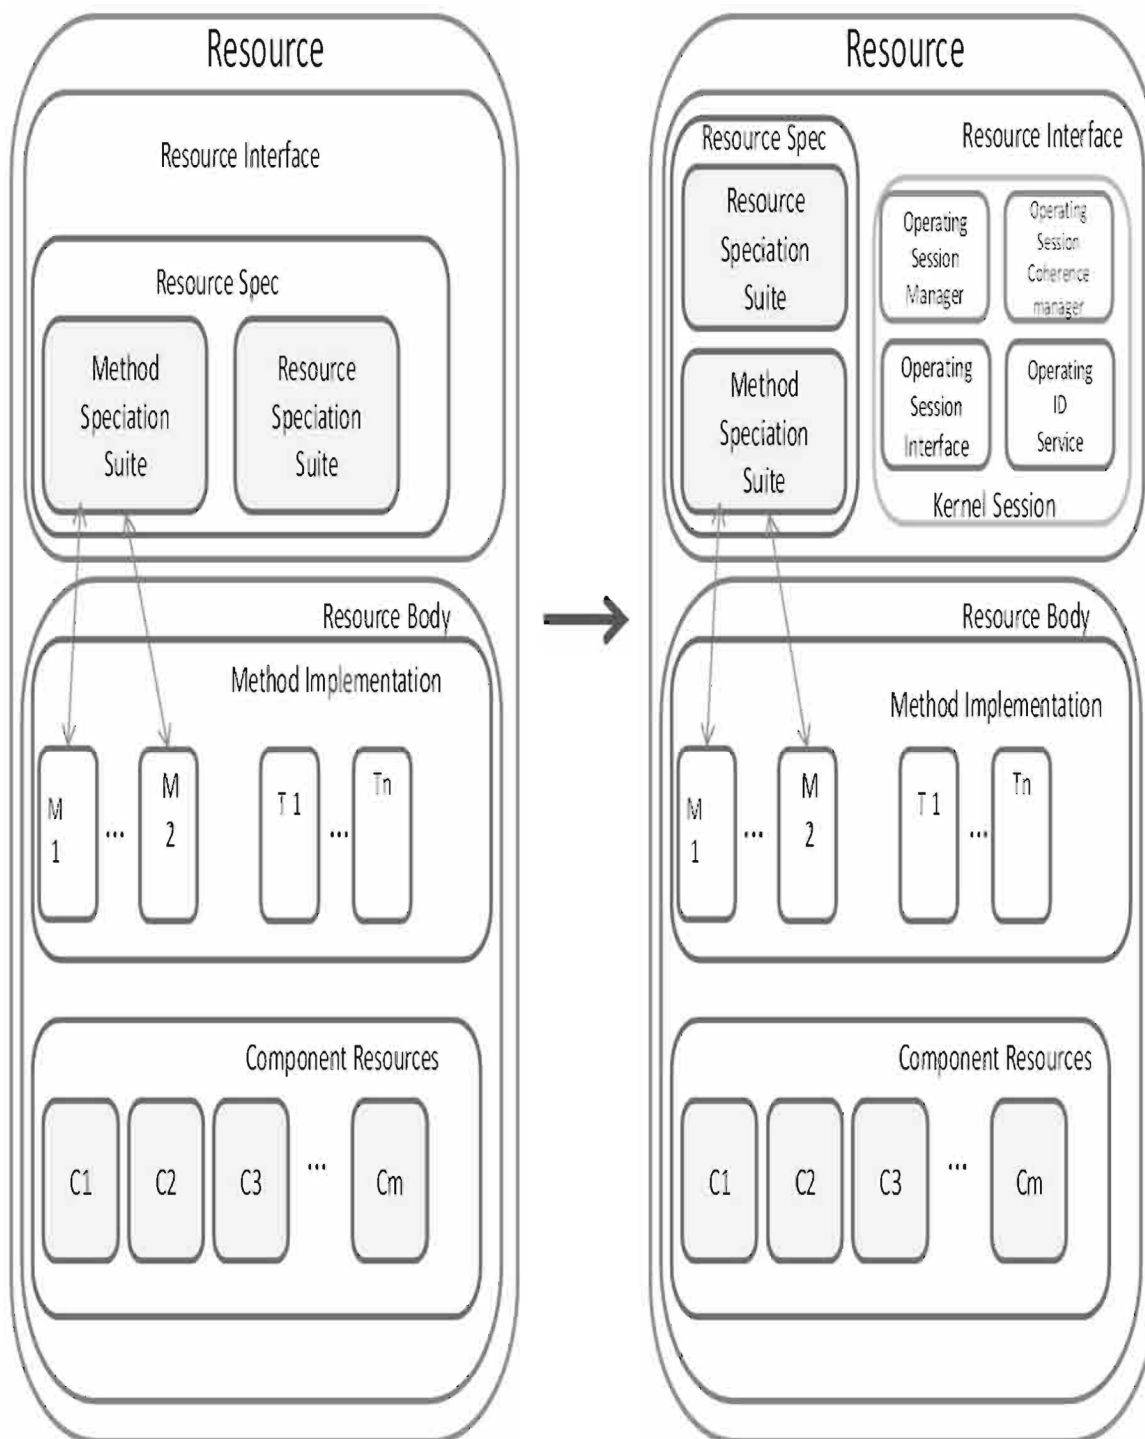 Resource
Resource Interface
Resource Spec
Method
Speciation
Suite
Resource
Speciation
Suite
Resource Body
Method Implementation
M
1
...
M
2
T 1
...
Tn
Component Resources
C1
C2
C3
...
Cm
Resource
Resource Spec
Resource Interface
Resource
Speciation
Suite
Method
Speciation
Suite
Operating
Session
Manager
Operating
Session
Coherence
manager
Operating
Session
Interface
Operating
ID
Service
Kernel Session
Resource Body
Method Implementation
M
1
...
M
2
T 1
...
Tn
Component Resources
C1
C2
C3
...
Cm